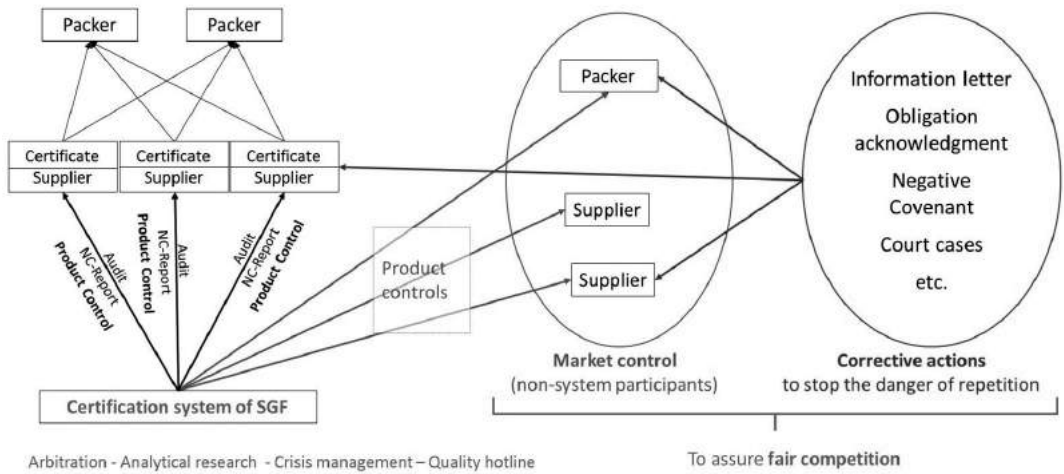 Packer
Packer
Certificate
Supplier
Certificate
Supplier
Certificate
Supplier
Audit
NC-Report
Product Control
Audit
NC-Report
Product Control
Audit
NC-Report
Product Control
Certification system of SGF
Arbitration - Analytical research - Crisis management – Quality hotline
Product
controls
Packer
Supplier
Supplier
Market control
(non-system participants)
Information letter
Obligation
acknowledgment
Negative
Covenant
Court cases
etc.
Corrective actions
to stop the danger of repetition
To assure fair competition